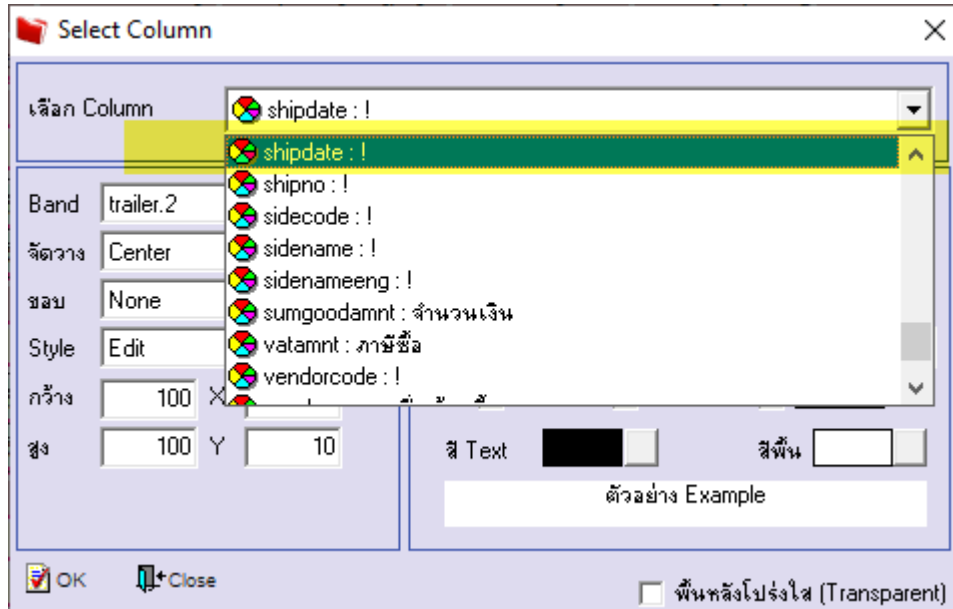 Select Column
เลือก Column
shipdate : !
shipdate : !
shipno : !
sidecode : !
sidename : !
sidenameeng : !
sumgoodamnt : จำนวนเงิน
vatamnt : ภาษีซื้อ
vendorcode : !
Band trailer.2
จัดวาง Center
ขอบ None
Style Edit
กว้าง 100 X
สูง 100 Y 10
สี Text สีพื้น
ตัวอย่าง Example
OK Close
พื้นหลังโปร่งใส (Transparent)